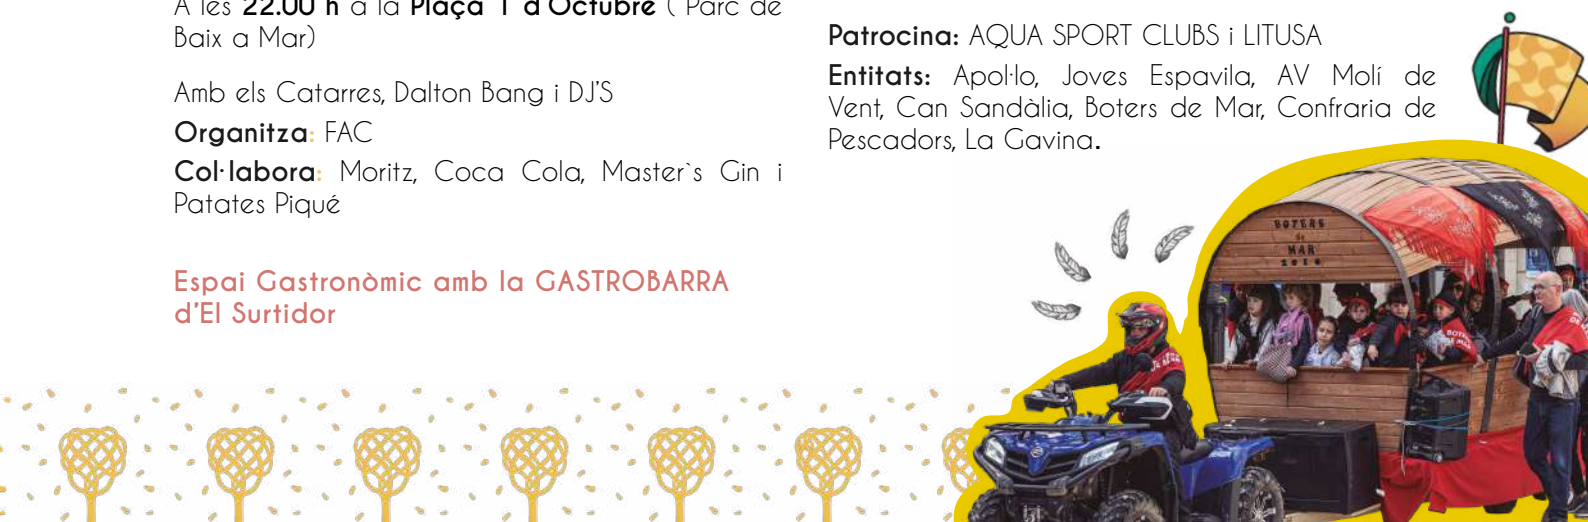 A les 22.00 h a la Plaça 1 d'Octubre ( Parc de
Baix a Mar)
Amb els Catarres, Dalton Bang i DJ'S
Organitza: FAC
Col·labora: Moritz, Coca Cola, Master`s Gin i
Patates Piqué
Espai Gastronòmic amb la GASTROBARRA
d'El Surtidor
Patrocina: AQUA SPORT CLUBS i LITUSA
Entitats: Apol·lo, Joves Espavila, AV Molí de
Vent, Can Sandàlia, Boters de Mar, Confraria de
Pescadors, La Gavina.
BOTERS
de
MAR
2016